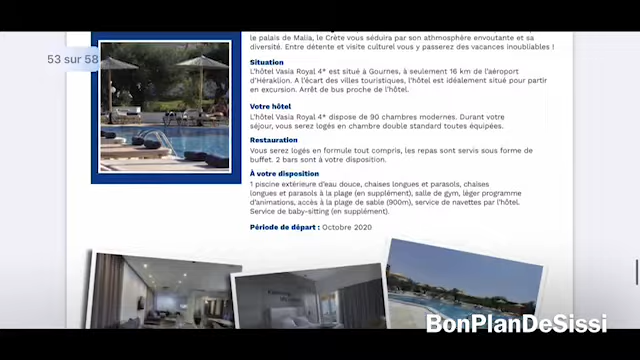 le palais de Malia, le Crète vous séduira par son athmosphère envoutante et sa
diversité. Entre détente et visite culturel vous y passerez des vacances inoubliables !
53 sur 58
Situation
L'hôtel Vasia Royal 4* est situé à Gournes, à seulement 16 km de l'aéroport
d'Héraklion. A l'écart des villes touristiques, l'hôtel est idéalement situé pour partir
en excursion. Arrêt de bus proche de l'hôtel.
Votre hôtel
L'hôtel Vasia Royal 4* dispose de 90 chambres modernes. Durant votre
séjour, vous serez logés en chambre double standard toutes équipées.
Restauration
Vous serez logés en formule tout compris, les repas sont servis sous forme de
buffet. 2 bars sont à votre disposition.
À votre disposition
1 piscine extérieure d'eau douce, chaises longues et parasols, chaises
longues et parasols à la plage (en supplément), salle de gym, léger programme
d'animations, accès à la plage de sable (900m), service de navettes par l'hôtel.
Service de baby-sitting (en supplément).
Période de départ : Octobre 2020
BonPlanDeSissi